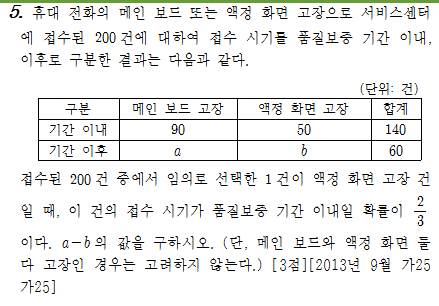 5. 휴대 전화의 메인 보드 또는 액정 화면 고장으로 서비스센터
에 접수된 200건에 대하여 접수 시기를 품질보증 기간 이내,
이후로 구분한 결과는 다음과 같다.
(단위: 건)
구분 메인 보드 고장 액정 화면 고장 합계
기간 이내 90 50 140
기간 이후 a b 60
접수된 200건 중에서 임의로 선택한 1건이 액정 화면 고장 건
일 때, 이 건의 접수 시기가 품질보증 기간 이내일 확률이 2/3
이다. a-b의 값을 구하시오. (단, 메인 보드와 액정 화면 둘
다 고장인 경우는 고려하지 않는다.) [3점][2013년 9월 가25
가25]